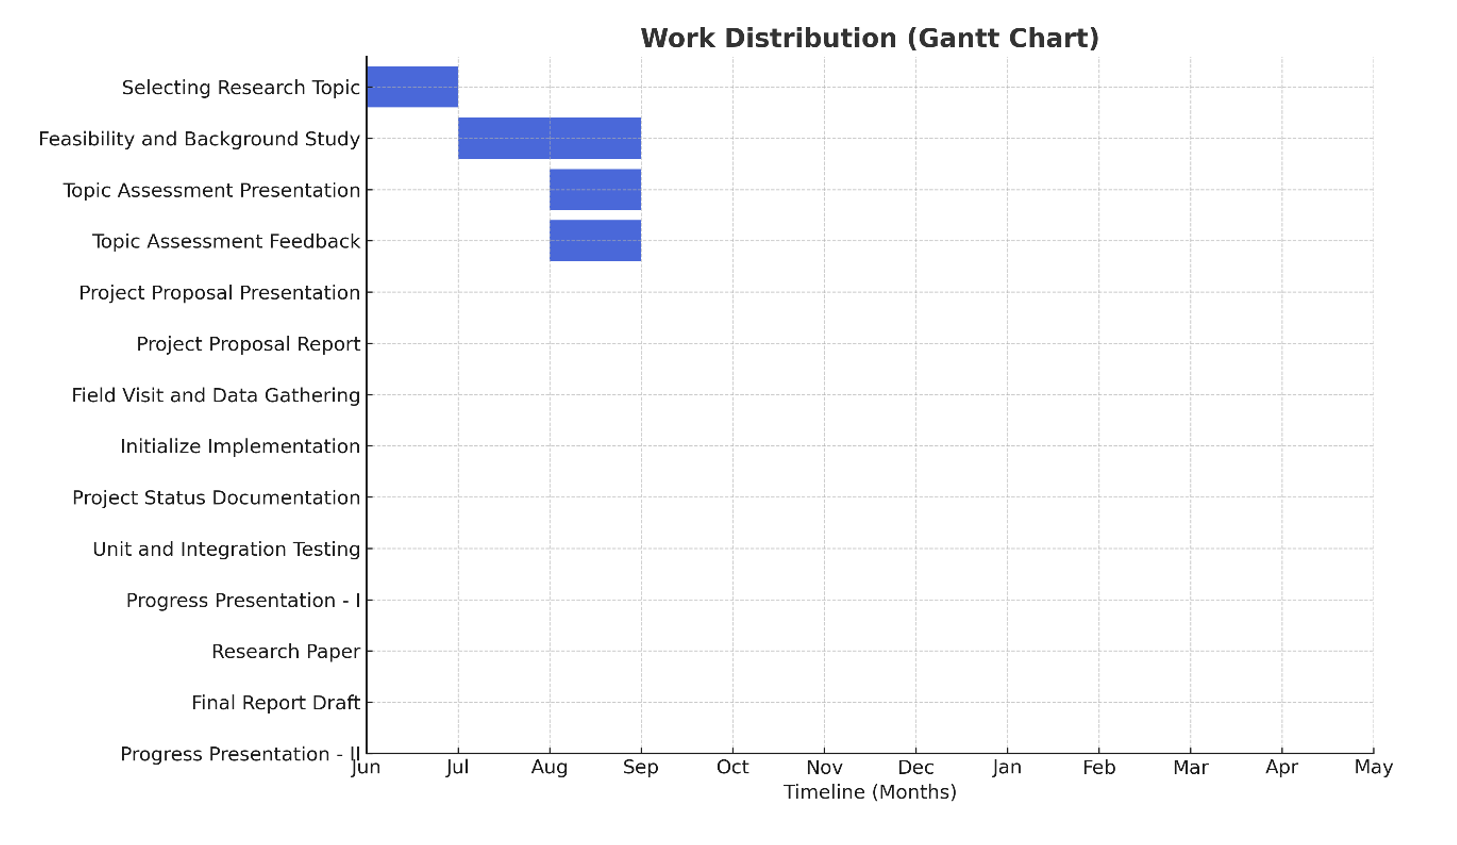 Work Distribution (Gantt Chart)
Selecting Research Topic
Feasibility and Background Study
Topic Assessment Presentation
Topic Assessment Feedback
Project Proposal Presentation
Project Proposal Report
Field Visit and Data Gathering
Initialize Implementation
Project Status Documentation
Unit and Integration Testing
Progress Presentation - I
Research Paper
Final Report Draft
Progress Presentation - II
Jun Jul Aug Sep Oct Nov Dec Jan Feb Mar Apr May
Timeline (Months)